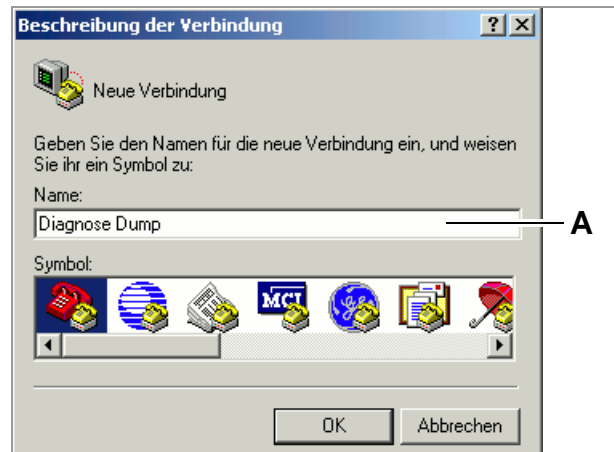 Beschreibung der Verbindung
Neue Verbindung
Geben Sie den Namen für die neue Verbindung ein, und weisen
Sie ihr ein Symbol zu:
Name:
Diagnose Dump
A
Symbol:
MCI
OK
Abbrechen